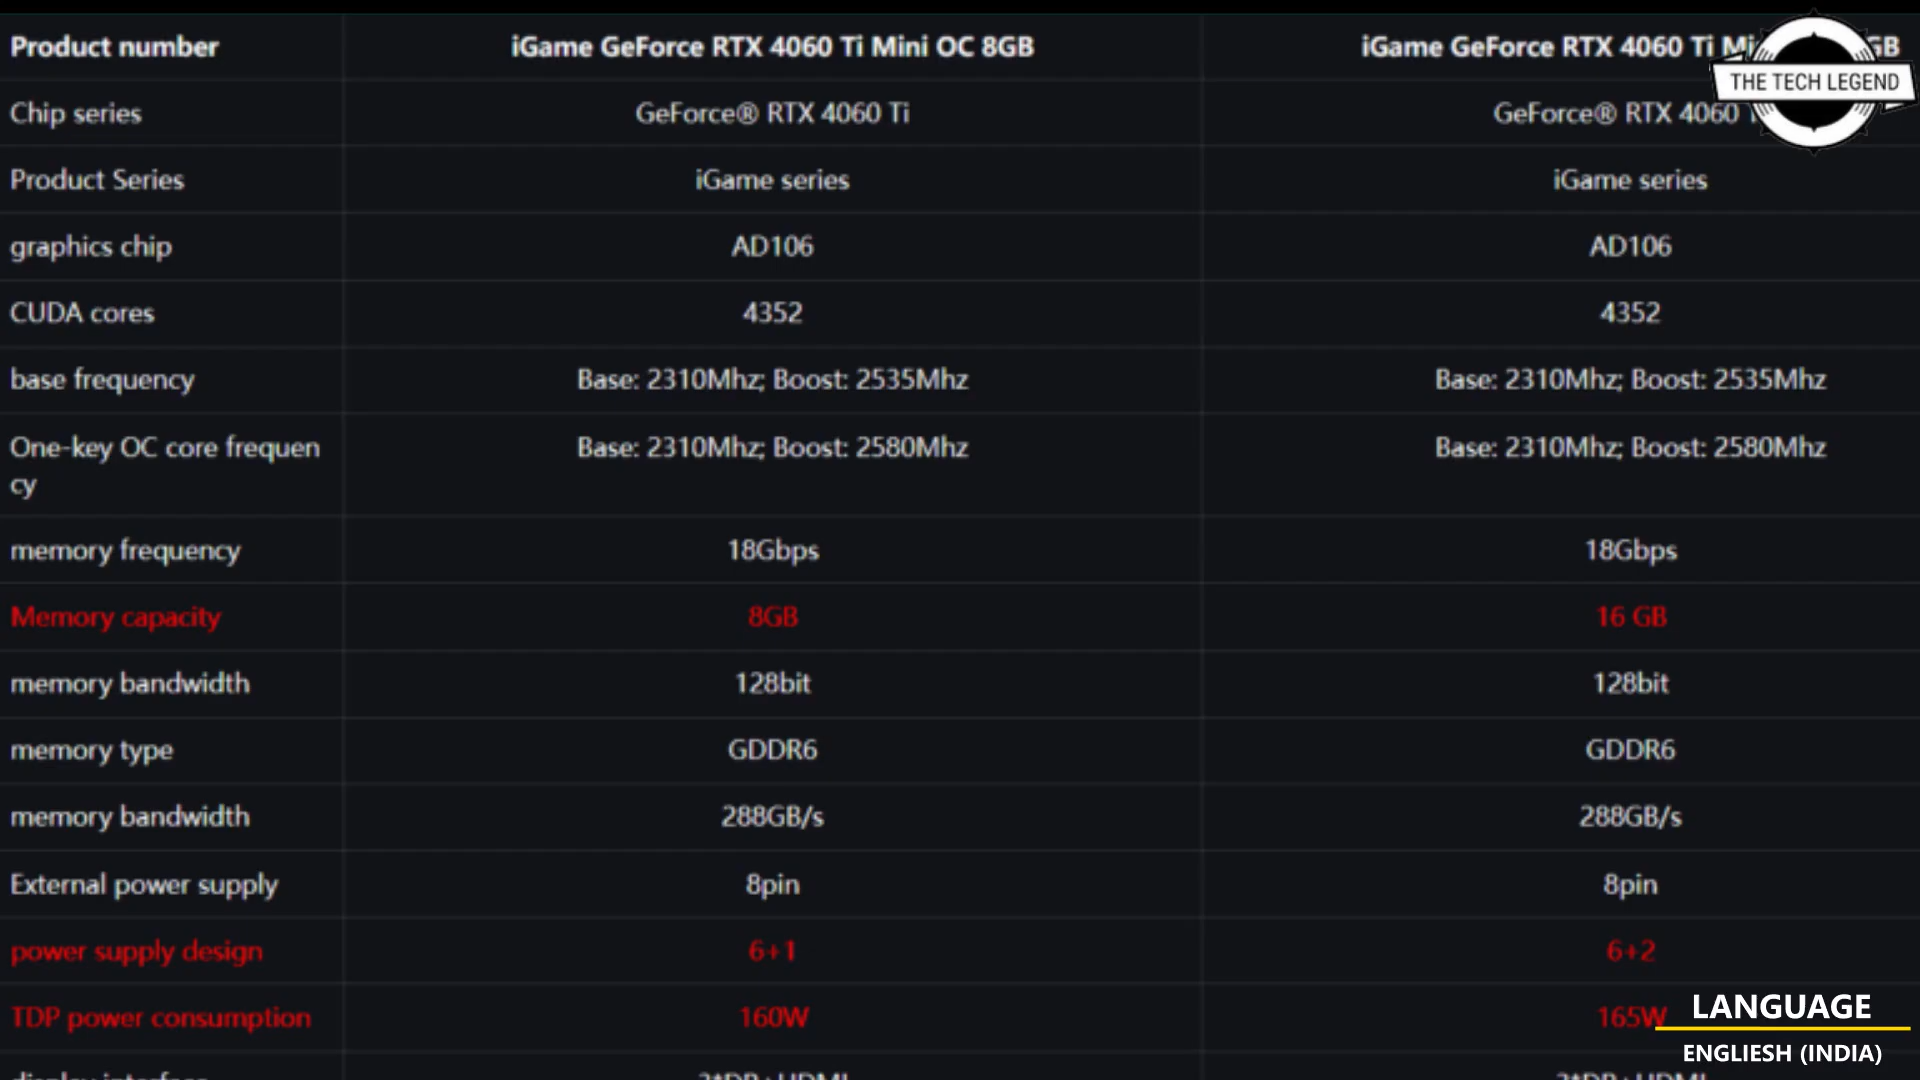 Product number iGame GeForce RTX 4060 Ti Mini OC 8GB iGame GeForce RTX 4060 Ti Mi GB
THE TECH LEGEND
Chip series GeForce® RTX 4060 Ti GeForce® RTX 4060
Product Series iGame series iGame series
graphics chip AD106 AD106
CUDA cores 4352 4352
base frequency Base: 2310Mhz; Boost: 2535Mhz Base: 2310Mhz; Boost: 2535Mhz
One-key OC core frequen Base: 2310Mhz; Boost: 2580Mhz Base: 2310Mhz; Boost: 2580Mhz
cy
memory frequency 18Gbps 18Gbps
Memory capacity 8GB 16 GB
memory bandwidth 128bit 128bit
memory type GDDR6 GDDR6
memory bandwidth 288GB/s 288GB/s
External power supply 8pin 8pin
power supply design 6+1 6+2
TDP power consumption 160W 165W
LANGUAGE
ENGLIESH (INDIA)